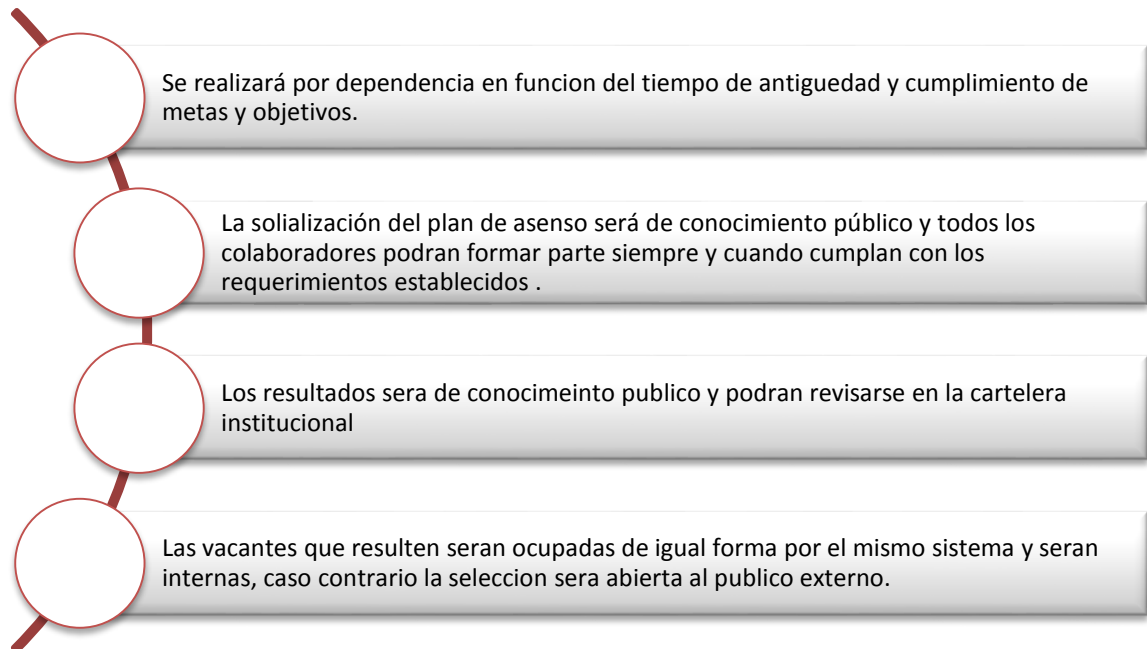 Se realizará por dependencia en funcion del tiempo de antiguedad y cumplimiento de
metas y objetivos.
La solialización del plan de asenso será de conocimiento público y todos los
colaboradores podran formar parte siempre y cuando cumplan con los
requerimientos establecidos .
Los resultados sera de conocimeinto publico y podran revisarse en la cartelera
institucional
Las vacantes que resulten seran ocupadas de igual forma por el mismo sistema y seran
internas, caso contrario la seleccion sera abierta al publico externo.